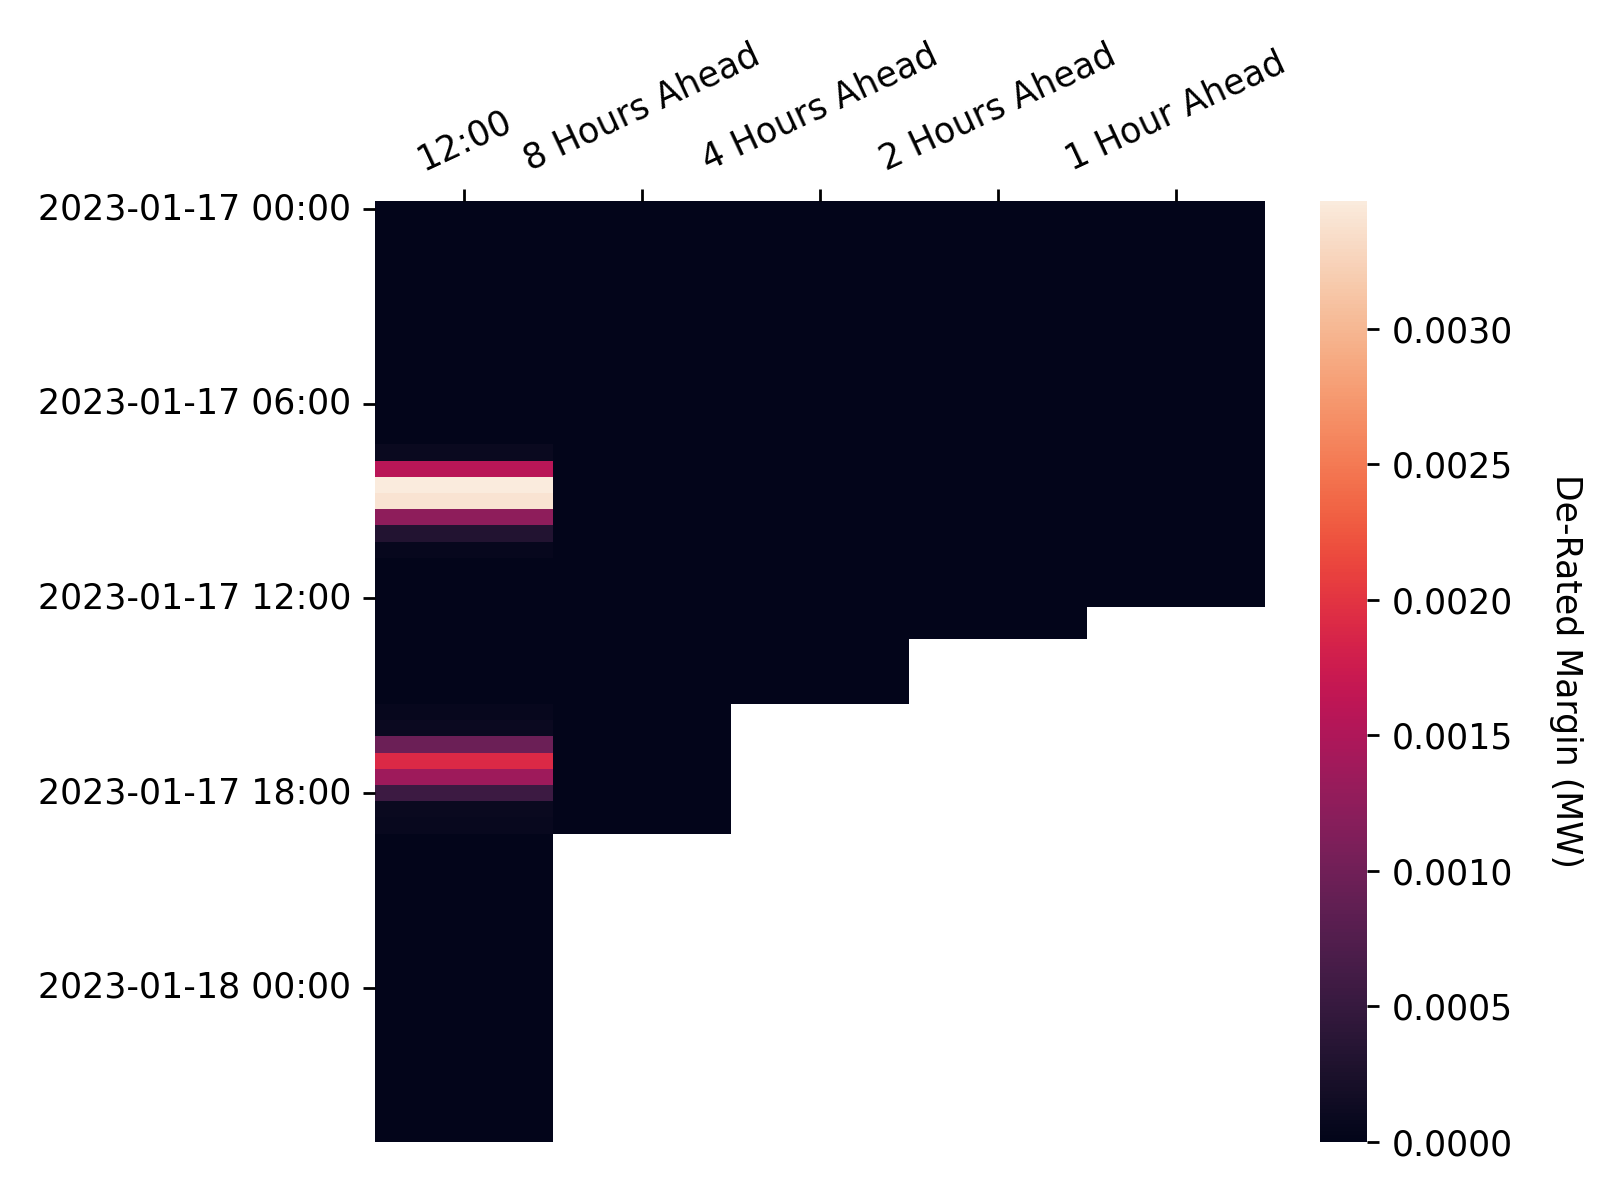 12:00
8 Hours Ahead
4 Hours Ahead
2 Hours Ahead
1 Hour Ahead
2023-01-17 00:00
2023-01-17 06:00
2023-01-17 12:00
2023-01-17 18:00
2023-01-18 00:00
0.0030
0.0025
0.0020
0.0015
0.0010
0.0005
0.0000
De-Rated Margin (MW)